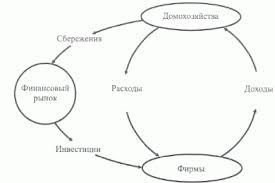 Домохозяйства
Сбережения
Финансовый
рынок
Расходы
Доходы
Инвестиции
Фирмы